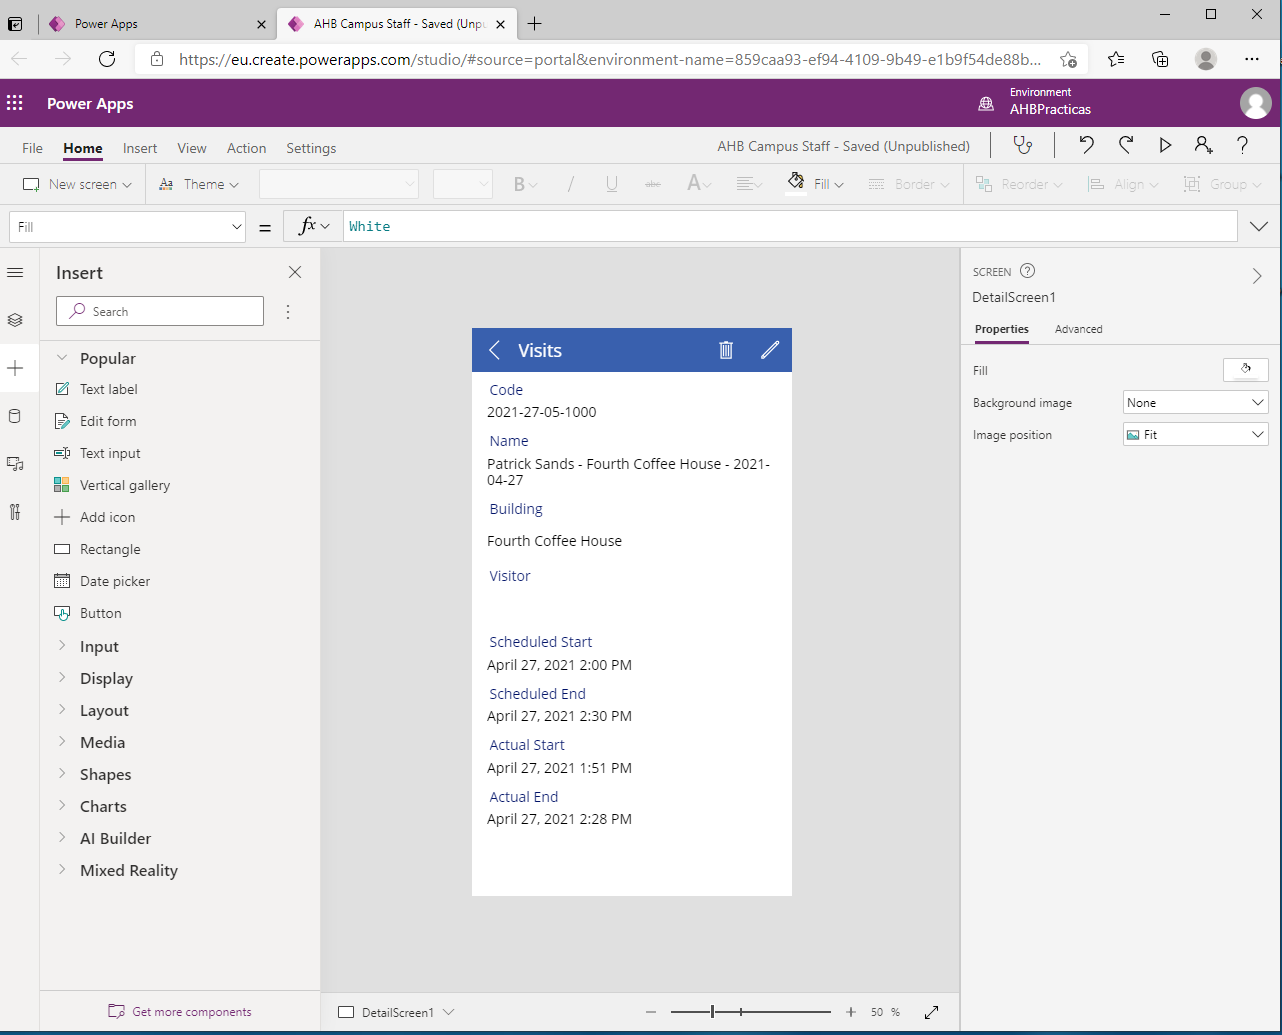 Power Apps
AHB Campus Staff - Saved (Unpu
https://eu.create.powerapps.com/studio/#source=portal&environment-name=859caa93-ef94-4109-9b49-e1b9f54de88b...
Power Apps
Environment
AHBPracticas
File Home Insert View Action Settings
AHB Campus Staff - Saved (Unpublished)
New screen Theme B / U abc A Fill Border Reorder Align Group
Fill = fx White
Insert
Search
Popular
Text label
Edit form
Text input
Vertical gallery
Add icon
Rectangle
Date picker
Button
Input
Display
Layout
Media
Shapes
Charts
AI Builder
Mixed Reality
Get more components
Visits
Code
2021-27-05-1000
Name
Patrick Sands - Fourth Coffee House - 2021-
04-27
Building
Fourth Coffee House
Visitor
Scheduled Start
April 27, 2021 2:00 PM
Scheduled End
April 27, 2021 2:30 PM
Actual Start
April 27, 2021 1:51 PM
Actual End
April 27, 2021 2:28 PM
DetailScreen1
50 %
SCREEN
DetailScreen1
Properties Advanced
Fill
Background image None
Image position Fit